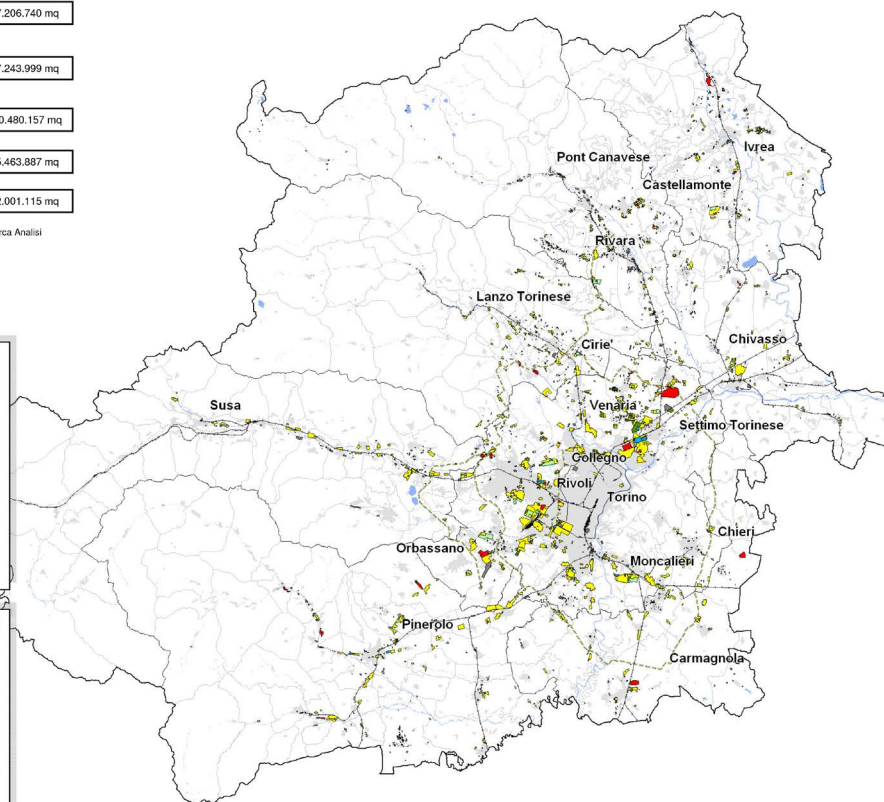 .206.740 mq
.243.999 mq
0.480.157 mq
.463.887 mq
.001.115 mq
rca Analisi
Ivrea
Pont Canavese
Castellamonte
Rivara
Lanzo Torinese
Cirie'
Chivasso
Venaria
Susa
Settimo Torinese
Collegno
Rivoli
Torino
Chieri
Orbassano
Moncalieri
Pinerolo
Carmagnola